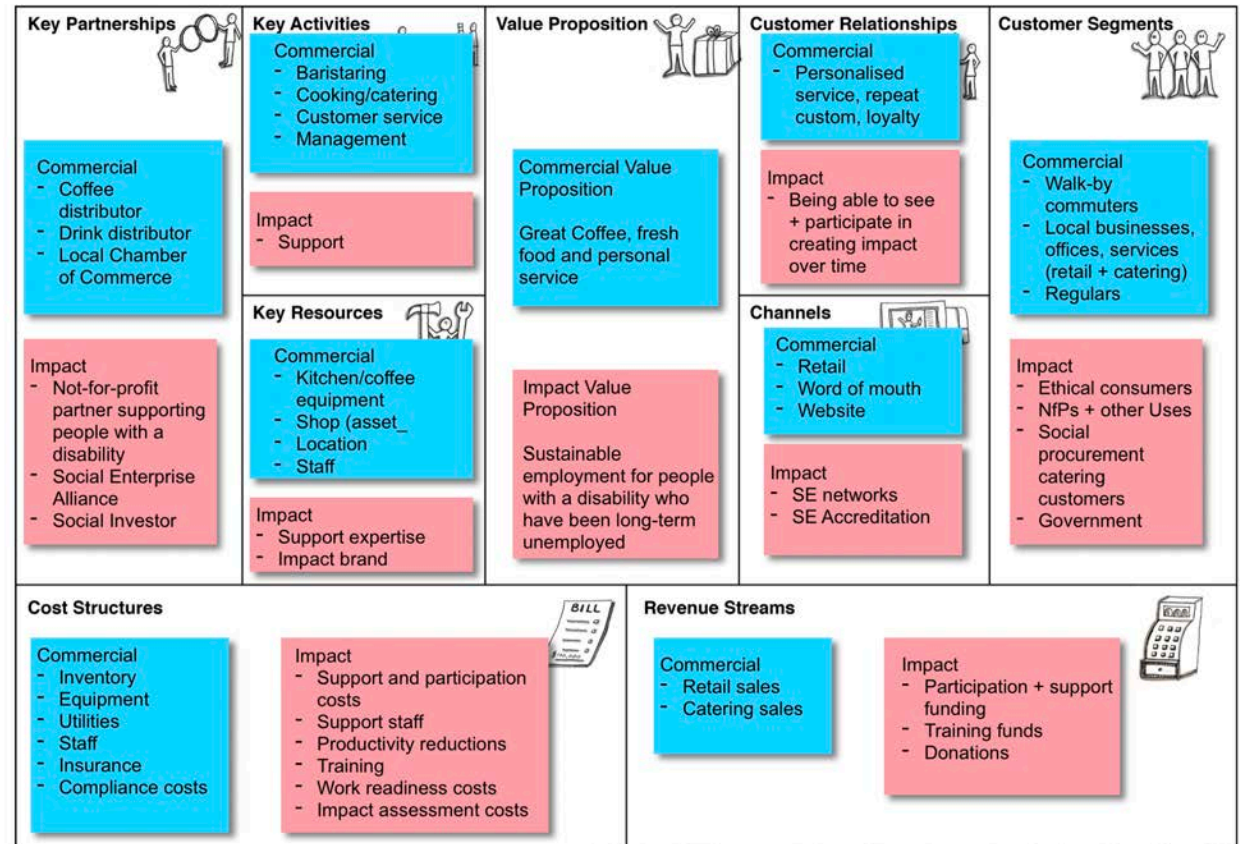 Key Partnerships
Commercial
- Coffee
distributor
- Drink distributor
- Local Chamber
of Commerce
Impact
- Not-for-profit
partner supporting
people with a
disability
- Social Enterprise
Alliance
- Social Investor
Key Activities
Commercial
- Baristaring
- Cooking/catering
- Customer service
- Management
Impact
- Support
Key Resources
Commercial
- Kitchen/coffee
equipment
- Shop (asset_
- Location
- Staff
Impact
- Support expertise
- Impact brand
Value Proposition
Commercial Value
Proposition
Great Coffee, fresh
food and personal
service
Impact Value
Proposition
Sustainable
employment for people
with a disability who
have been long-term
unemployed
Customer Relationships
Commercial
- Personalised
service, repeat
custom, loyalty
Impact
- Being able to see
+ participate in
creating impact
over time
Channels
Commercial
- Retail
- Word of mouth
- Website
Impact
- SE networks
- SE Accreditation
Customer Segments
Commercial
- Walk-by
commuters
- Local businesses,
offices, services
(retail + catering)
- Regulars
Impact
- Ethical consumers
- NfPs + other Uses
- Social
procurement
catering
customers
- Government
Cost Structures
BILL
Commercial
- Inventory
- Equipment
- Utilities
- Staff
- Insurance
- Compliance costs
Impact
- Support and participation
costs
- Support staff
- Productivity reductions
- Training
- Work readiness costs
- Impact assessment costs
Revenue Streams
Commercial
- Retail sales
- Catering sales
Impact
- Participation + support
funding
- Training funds
- Donations